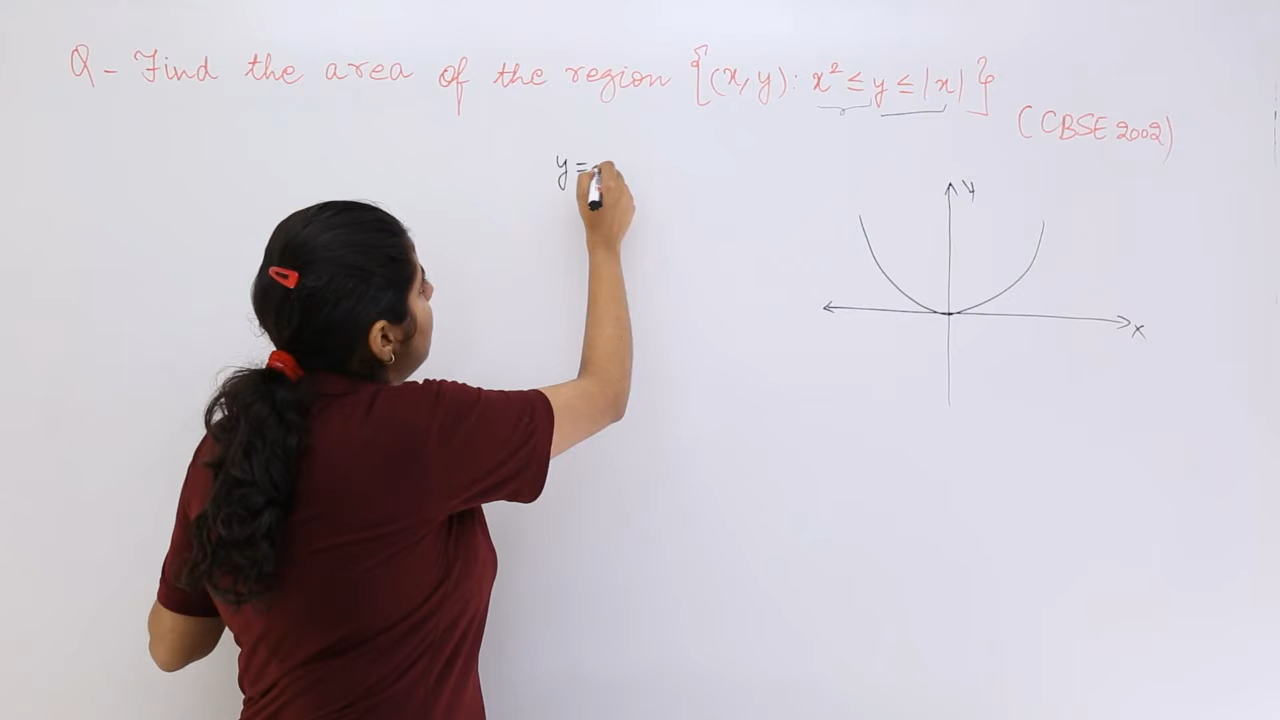 Q - Find the area of the region {(x, y): x² ≤ y ≤ |x|}
(CBSE 2002)
y =
y
x